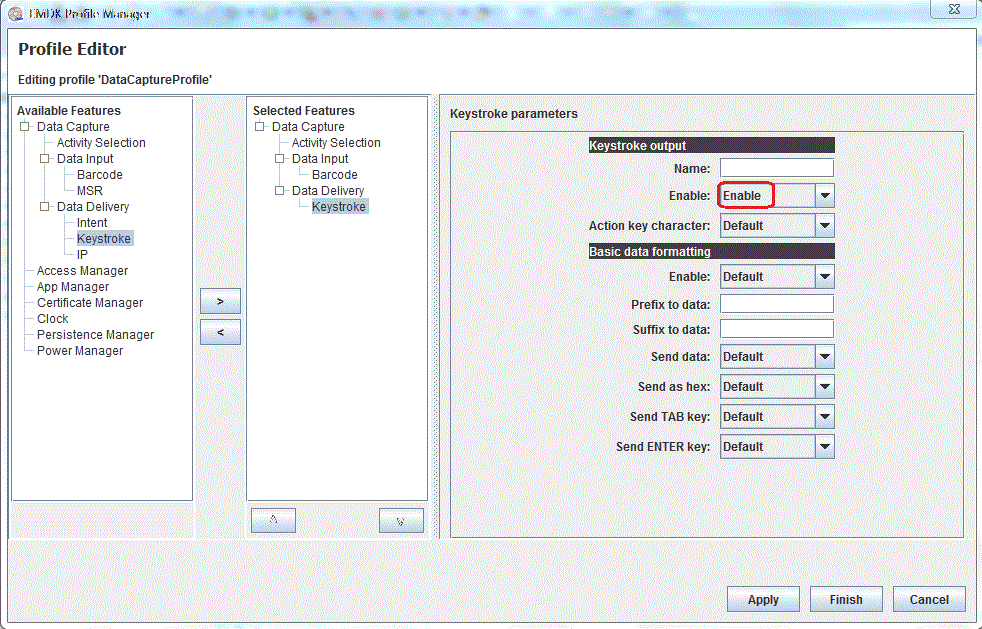 EMDK Profile Manager
Profile Editor
Editing profile 'DataCaptureProfile'
Available Features
Data Capture
Activity Selection
Data Input
Barcode
MSR
Data Delivery
Intent
Keystroke
IP
Access Manager
App Manager
Certificate Manager
Clock
Persistence Manager
Power Manager
>
<
Selected Features
Data Capture
Activity Selection
Data Input
Barcode
Data Delivery
Keystroke
Keystroke parameters
Keystroke output
Name:
Enable: Enable
Action key character: Default
Basic data formatting
Enable: Default
Prefix to data:
Suffix to data:
Send data: Default
Send as hex: Default
Send TAB key: Default
Send ENTER key: Default
Apply Finish Cancel